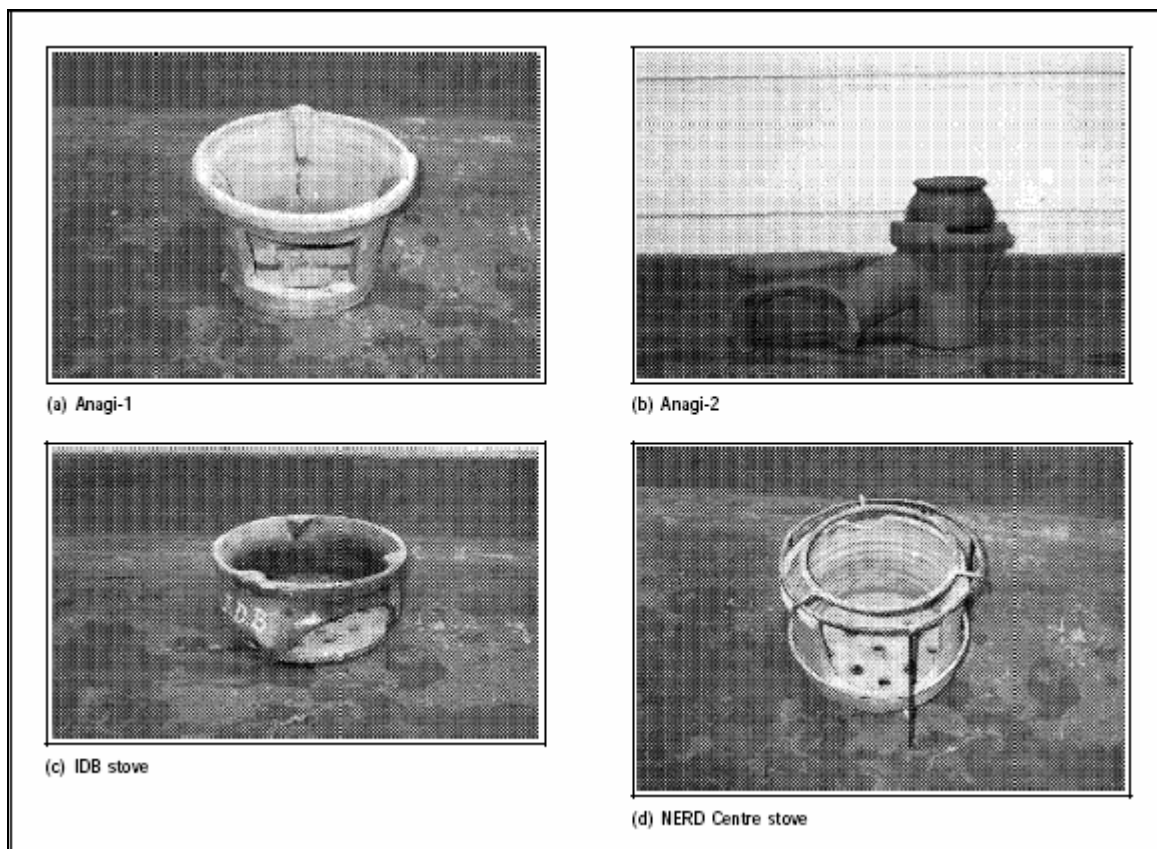 (a) Anagi-1
(b) Anagi-2
I.D.B
(c) IDB stove
(d) NERD Centre stove